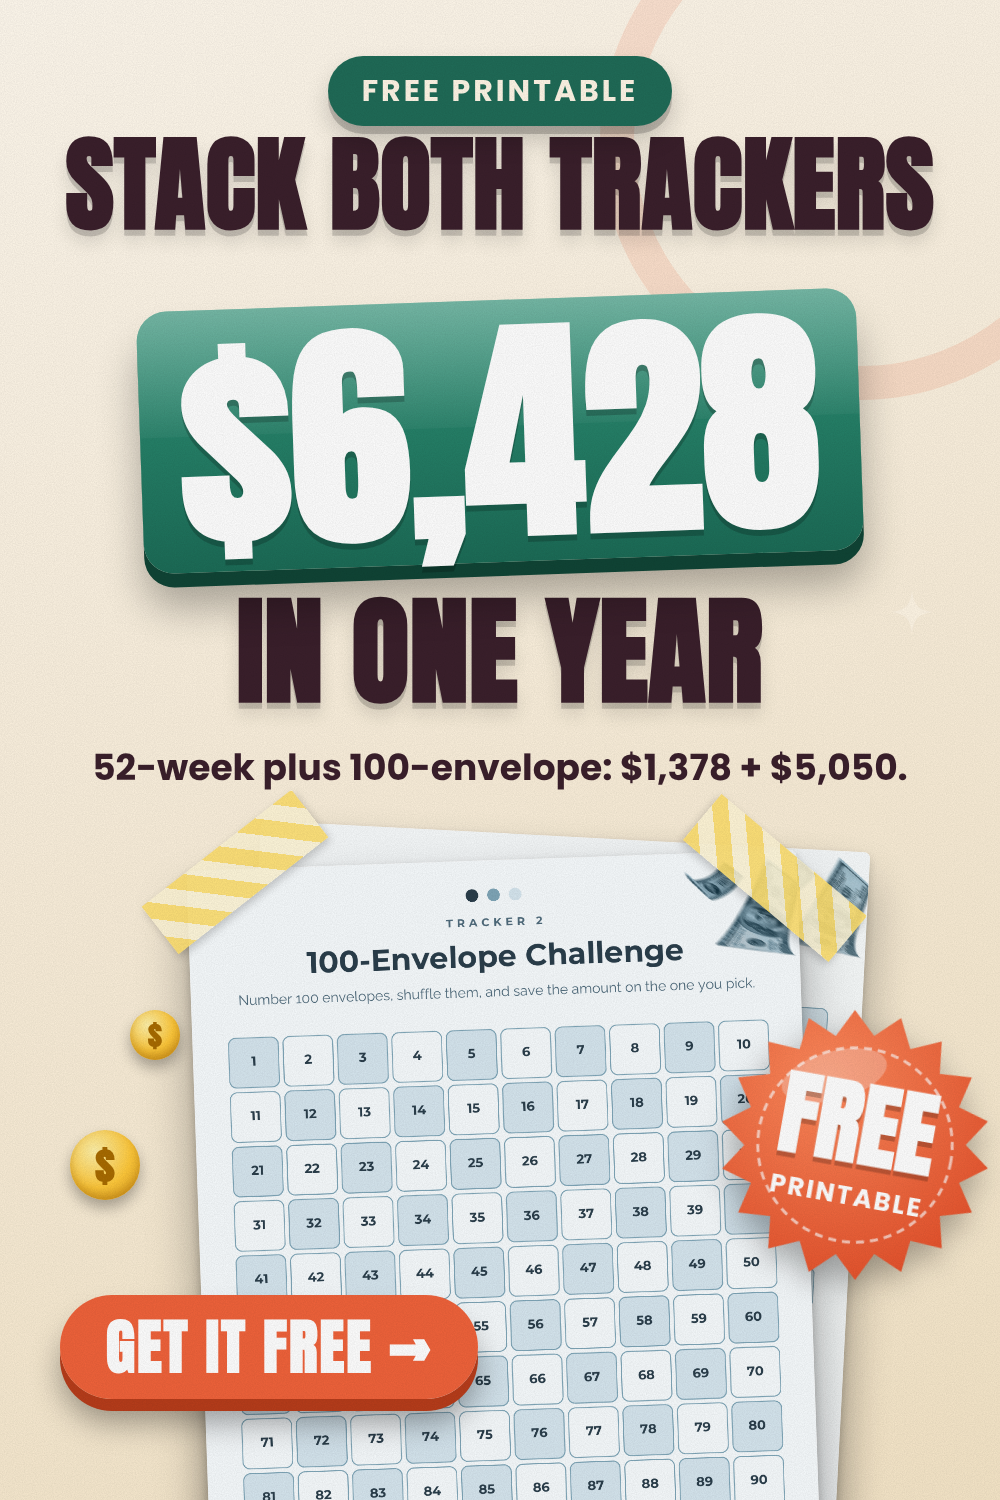 FREE PRINTABLE
STACK BOTH TRACKERS
$6,428
IN ONE YEAR
52-week plus 100-envelope: $1,378 + $5,050.
TRACKER 2
100-Envelope Challenge
Number 100 envelopes, shuffle them, and save the amount on the one you pick.
1 2 3 4 5 6 7 8 9 10
11 12 13 14 15 16 17 18 19
21 22 23 24 25 26 27 28 29
31 32 33 34 35 36 37 38 39
41 42 43 44 45 46 47 48 49 50
55 56 57 58 59 60
65 66 67 68 69 70
71 72 73 74 75 76 77 78 79 80
81 82 83 84 85 86 87 88 89 90
$
$
FREE
PRINTABLE
GET IT FREE →